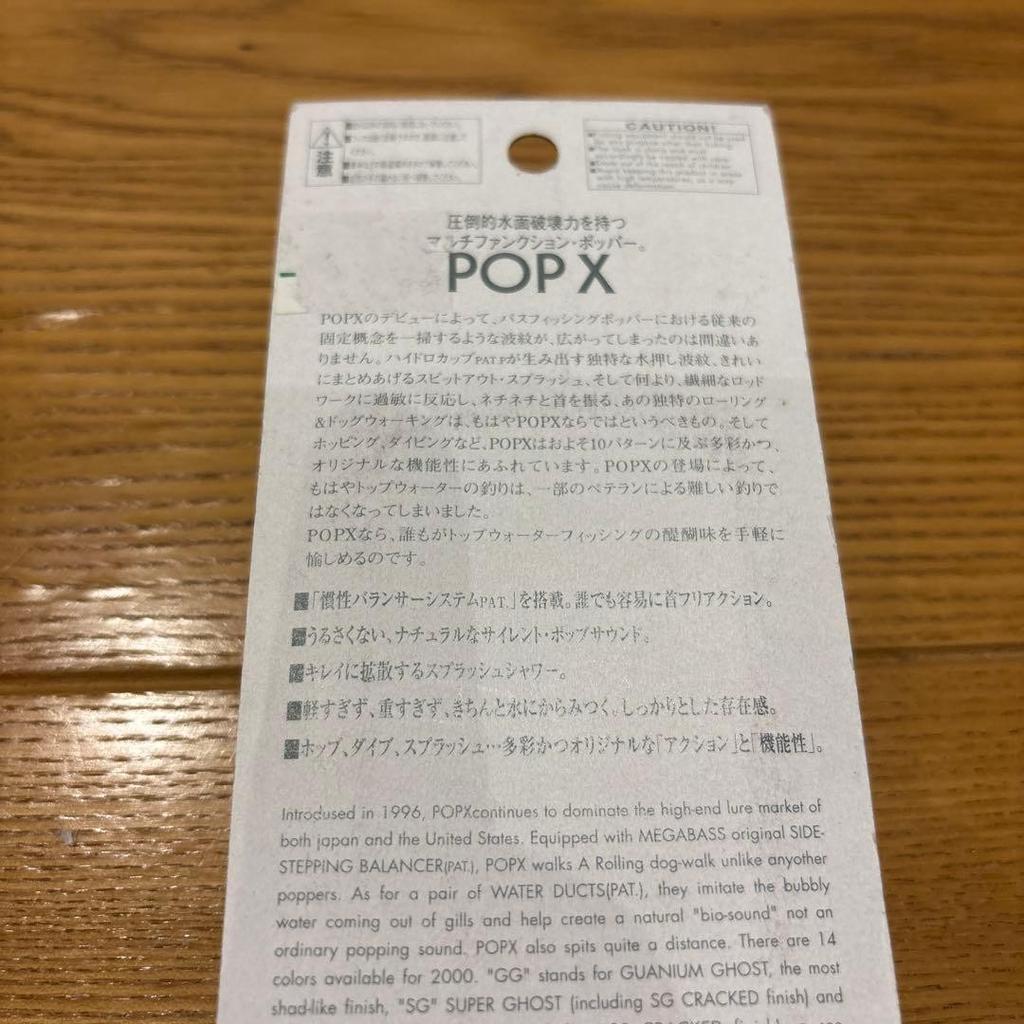 注意
CAUTION!
圧倒的水面破壊力を持つ
マルチファンクション・ポッパー。
POP X
POPXのデビューによって、バスフィッシングポッパーにおける従来の
固定概念を一掃するような波紋が、広がってしまったのは間違いあ
りません。ハイドロカップPAT.Pが生み出す独特な水押し波紋、きれい
にまとめあげるスピットアウト・スプラッシュ、そして何より、繊細なロッド
ワークに過敏に反応し、ネチネチと首を振る、あの独特のローリング
&ドッグウォーキングは、もはやPOPXならではというべきもの。そして
ホッピング、ダイビングなど、POPXはおよそ10パターンに及ぶ多彩かつ、
オリジナルな機能性にあふれています。POPXの登場によって、
もはやトップウォーターの釣りは、一部のベテランによる難しい釣りで
はなくなってしまいました。
POPXなら、誰もがトップウォーターフィッシングの醍醐味を手軽に
愉しめるのです。
■「慣性バランサーシステムPAT.」を搭載。誰でも容易に首フリアクション。
■うるさくない、ナチュラルなサイレント・ポップサウンド。
■キレイに拡散するスプラッシュシャワー。
■軽すぎず、重すぎず、きちんと水にからみつく。しっかりとした存在感。
■ホップ、ダイブ、スプラッシュ…多彩かつオリジナルな「アクション」と「機能性」。
Introdused in 1996, POPXcontinues to dominate the high-end lure market of
both japan and the United States. Equipped with MEGABASS original SIDE-
STEPPING BALANCER(PAT.), POPX walks A Rolling dog-walk unlike anyother
poppers. As for a pair of WATER DUCTS(PAT.), they imitate the bubbly
water coming out of gills and help create a natural "bio-sound" not an
ordinary popping sound. POPX also spits quite a distance. There are 14
colors available for 2000. "GG" stands for GUANIUM GHOST, the most
shad-like finish, "SG" SUPER GHOST (including SG CRACKED finish) and